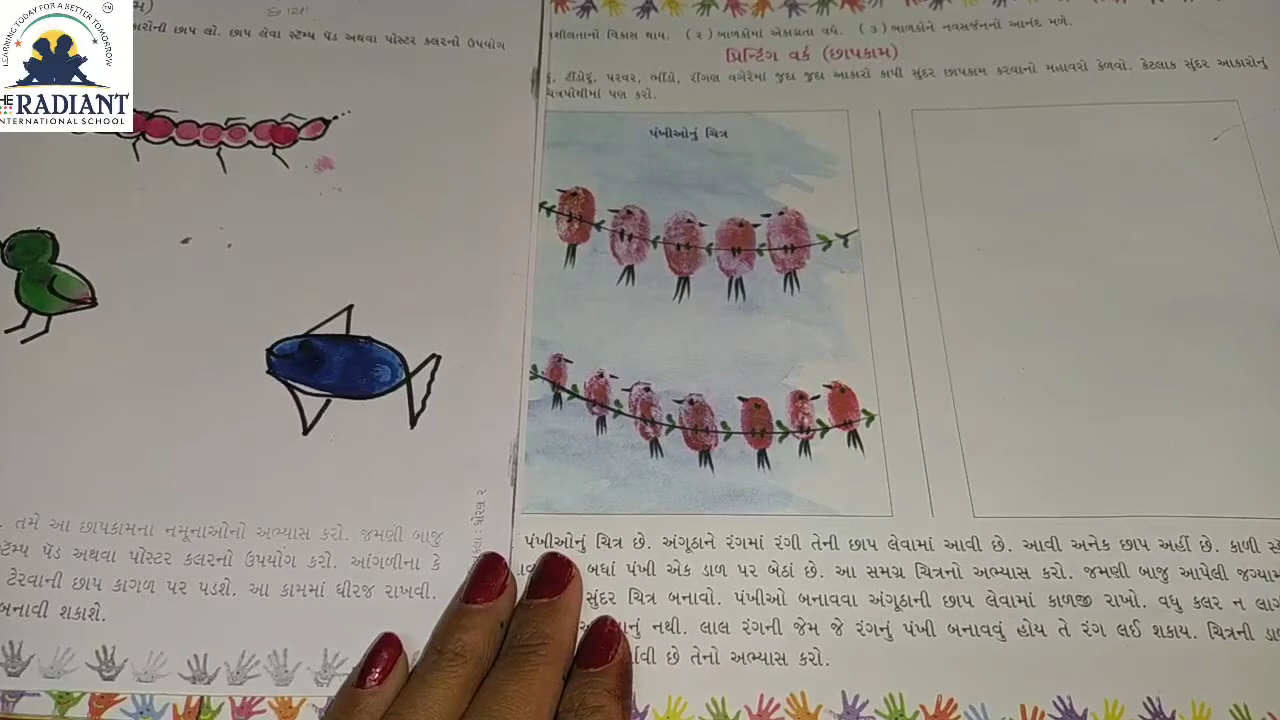 LEARNING TODAY FOR A BETTER TOMORROW
THE RADIANT
INTERNATIONAL SCHOOL
છાપ લો. છાપ લેવા સ્ટૅમ્પ પૅડ અથવા પોસ્ટર કલરનો ઉપયોગ
તમે આ છાપકામના નમૂનાઓનો અભ્યાસ કરો. જમણી બાજુ
પૅડ અથવા પોસ્ટર કલરનો ઉપયોગ કરો. આંગળીના કે
ટેરવાની છાપ કાગળ પર પડશે. આ કામમાં ધીરજ રાખવી.
બનાવી શકાશે.
ધોરણ ૨
વિકાસ થાય. (૨) બાળકોમાં એકાગ્રતા વધે. (૩) બાળકોને નવસર્જનનો આનંદ મળે.
પ્રિન્ટિંગ વર્ક (છાપકામ)
ટીંડોરુ, પરવર, ભીંડો, રીંગણ વગેરેમાં જુદા જુદા આકારો કાપી સુંદર છાપકામ કરવાનો મહાવરો કેળવો. કેટલાક સુંદર આકારોનું
ચિત્રપોથીમાં પણ કરો.
પંખીઓનું ચિત્ર
પંખીઓનું ચિત્ર છે. અંગૂઠાને રંગમાં રંગી તેની છાપ લેવામાં આવી છે. આવી અનેક છાપ અહીં છે. કાળી
બધાં પંખી એક ડાળ પર બેઠાં છે. આ સમગ્ર ચિત્રનો અભ્યાસ કરો. જમણી બાજુ આપેલી
સુંદર ચિત્ર બનાવો. પંખીઓ બનાવવા અંગૂઠાની છાપ લેવામાં કાળજી રાખો. વધુ કલર ન
નથી. લાલ રંગની જેમ જે રંગનું પંખી બનાવવું હોય તે રંગ લઈ શકાય. ચિત્રની
છે તેનો અભ્યાસ કરો.